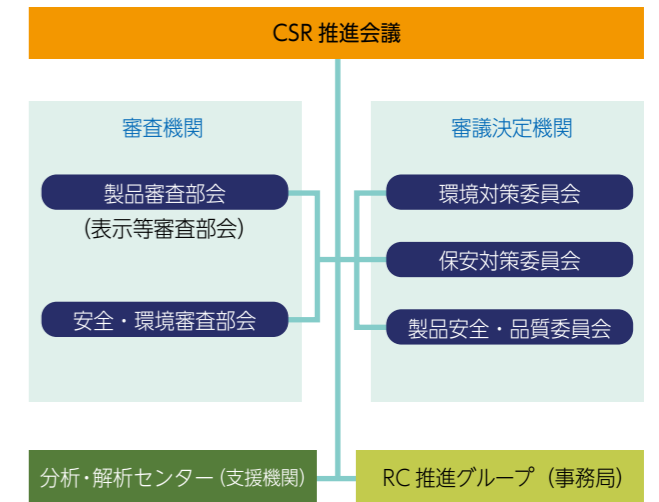 CSR 推進会議
審査機関
製品審査部会
(表示等審査部会)
安全・環境審査部会
審議決定機関
環境対策委員会
保安対策委員会
製品安全・品質委員会
分析・解析センター (支援機関)
RC 推進グループ (事務局)